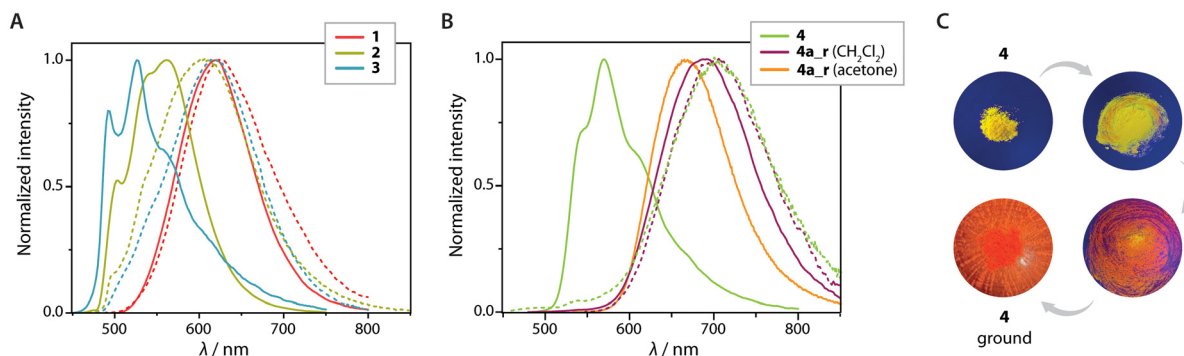 A
Normalized intensity
1.0
0.5
0.0
500
600
700
800
λ / nm
1
2
3
B
Normalized intensity
1.0
0.5
0.0
500
600
700
800
λ / nm
4
4a_r (CH₂Cl₂)
4a_r (acetone)
C
4
4
ground